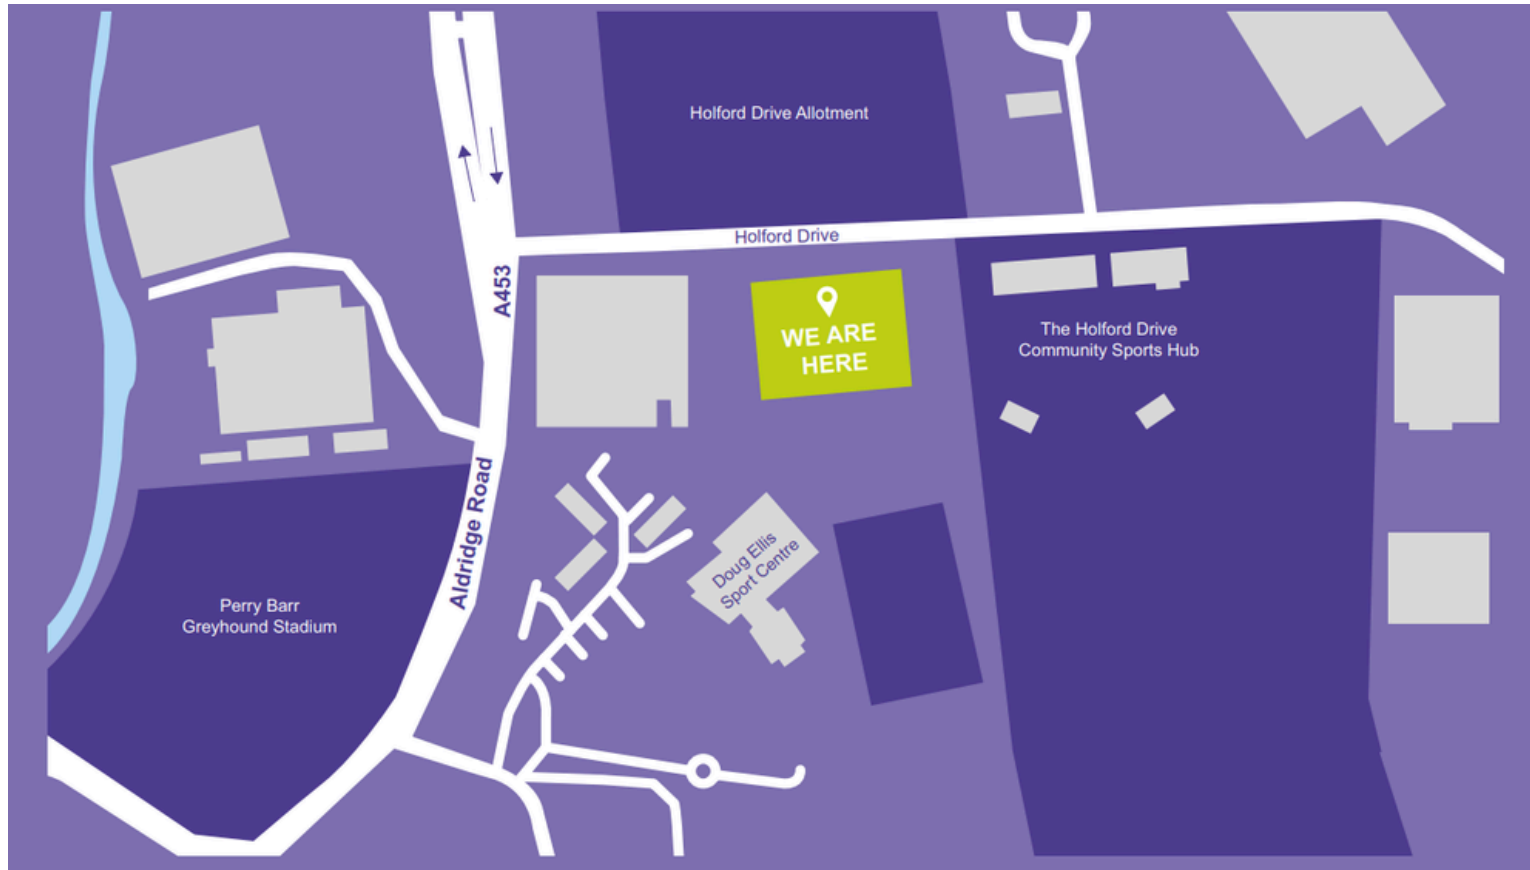 Holford Drive Allotment
Holford Drive
A453
WE ARE
HERE
The Holford Drive
Community Sports Hub
Aldridge Road
Doug Ellis
Sport Centre
Perry Barr
Greyhound Stadium